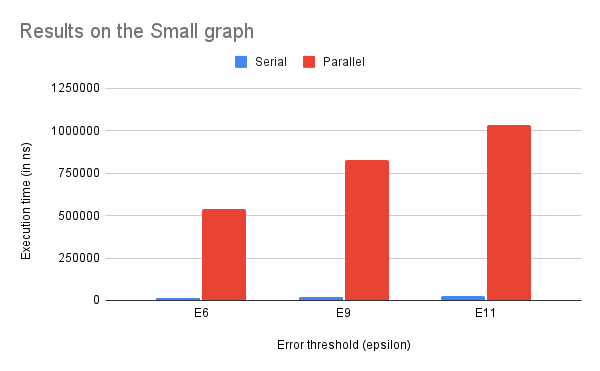 Results on the Small graph
Serial Parallel
Execution time (in ns)
1250000
1000000
750000
500000
250000
0
E6 E9 E11
Error threshold (epsilon)